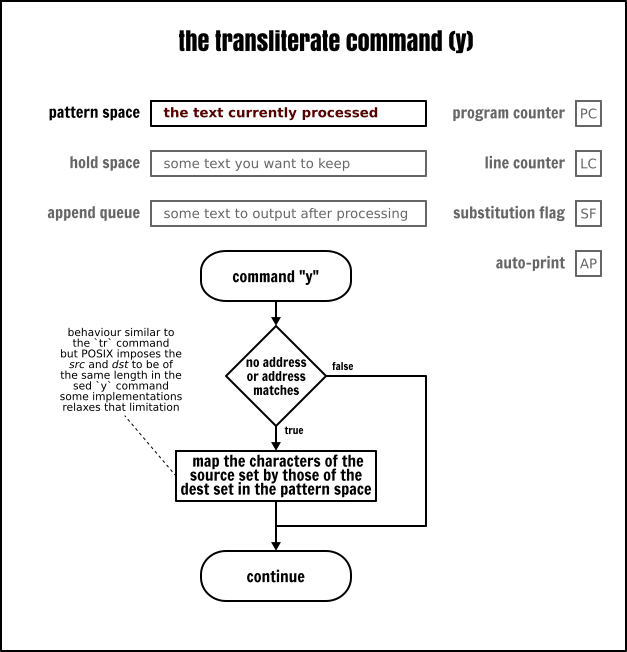 the transliterate command (y)
pattern space
the text currently processed
program counter
PC
hold space
some text you want to keep
line counter
LC
append queue
some text to output after processing
substitution flag
SF
auto-print
AP
command "y"
behaviour similar to
the `tr` command
but POSIX imposes the
src and dst to be of
the same length in the
sed `y` command
some implementations
relaxes that limitation
no address
or address
matches
false
true
map the characters of the
source set by those of the
dest set in the pattern space
continue